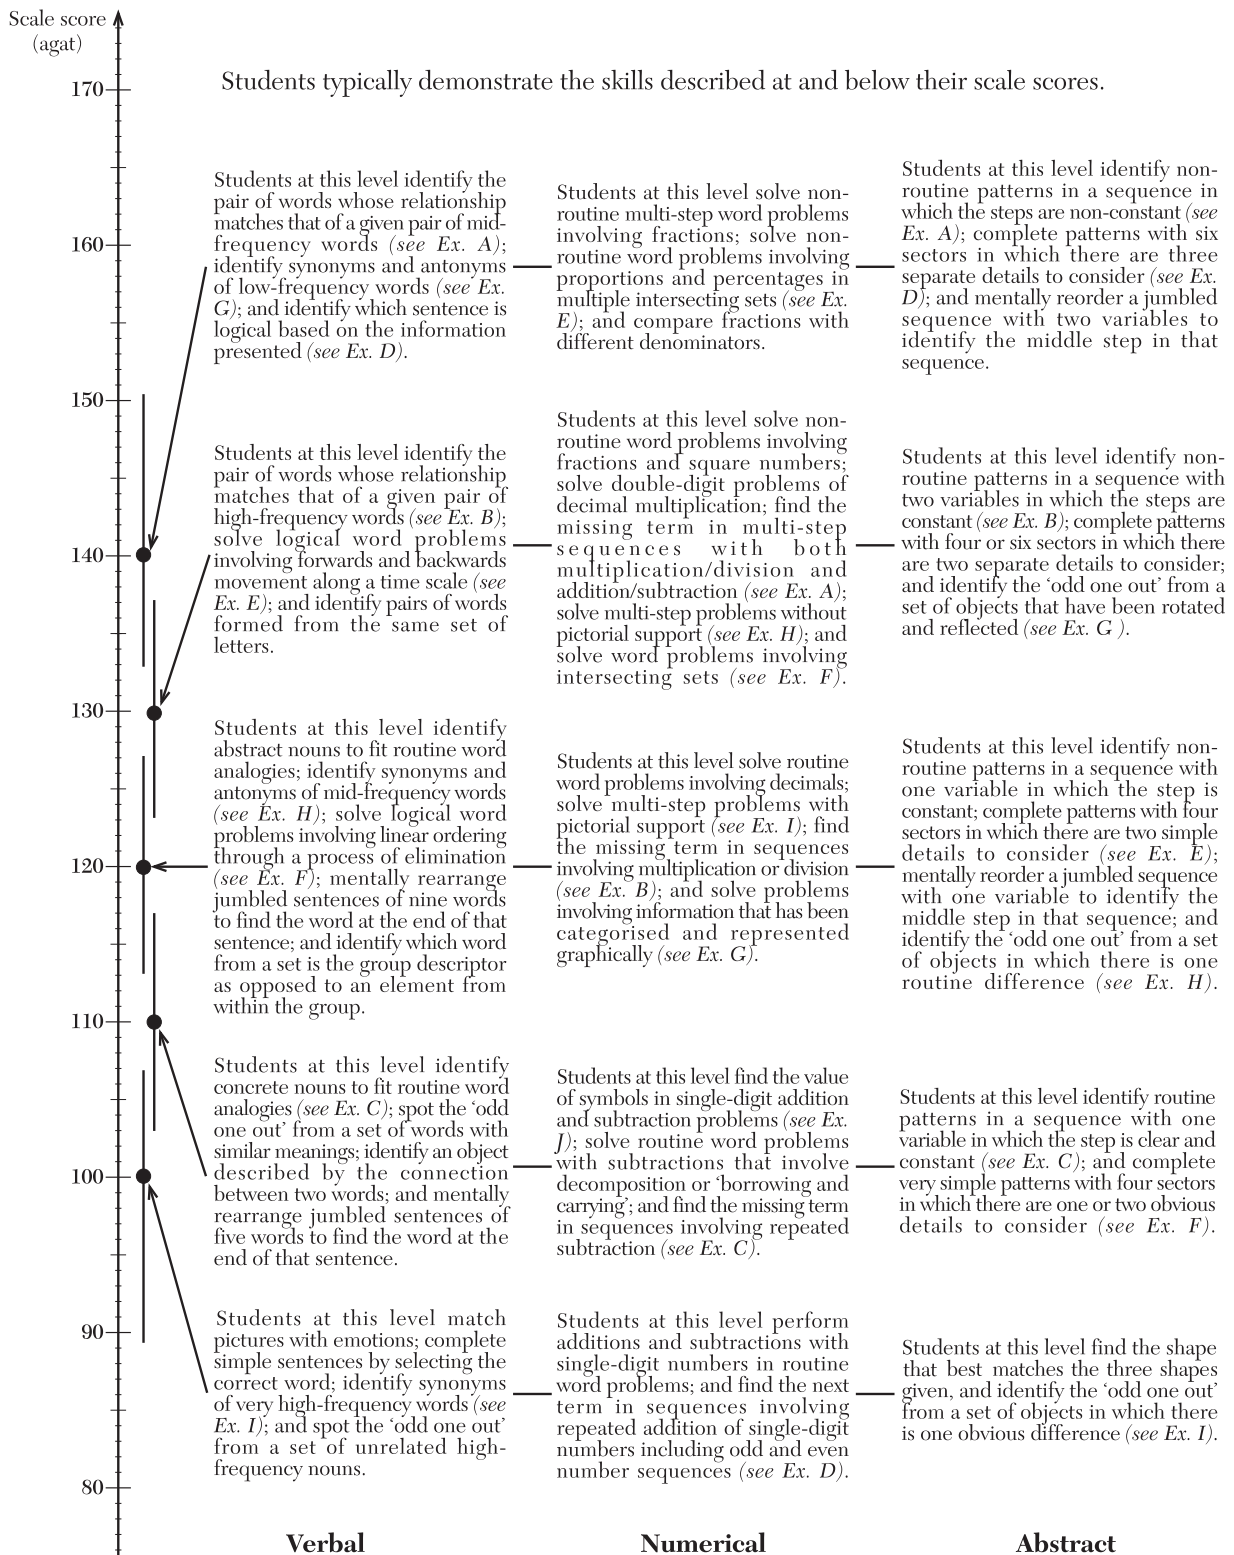 Scale score
(agat)
170
160
150
140
130
120
110
100
90
80
Students typically demonstrate the skills described at and below their scale scores.
Students at this level identify the
pair of words whose relationship
matches that of a given pair of mid-
frequency words (see Ex. A);
identify synonyms and antonyms
of low-frequency words (see Ex.
G); and identify which sentence is
logical based on the information
presented (see Ex. D).
Students at this level solve non-
routine multi-step word problems
involving fractions; solve non-
routine word problems involving
proportions and percentages in
multiple intersecting sets (see Ex.
E); and compare fractions with
different denominators.
Students at this level identify non-
routine patterns in a sequence in
which the steps are non-constant (see
Ex. A); complete patterns with six
sectors in which there are three
separate details to consider (see Ex.
D); and mentally reorder a jumbled
sequence with two variables to
identify the middle step in that
sequence.
Students at this level identify the
pair of words whose relationship
matches that of a given pair of
high-frequency words (see Ex. B);
solve logical word problems
involving forwards and backwards
movement along a time scale (see
Ex. E); and identify pairs of words
formed from the same set of
letters.
Students at this level solve non-
routine word problems involving
fractions and square numbers;
solve double-digit problems of
decimal multiplication; find the
missing term in multi-step
sequences with both
multiplication/division and
addition/subtraction (see Ex. A);
solve multi-step problems without
pictorial support (see Ex. H); and
solve word problems involving
intersecting sets (see Ex. F).
Students at this level identify non-
routine patterns in a sequence with
two variables in which the steps are
constant (see Ex. B); complete patterns
with four or six sectors in which there
are two separate details to consider;
and identify the ‘odd one out’ from a
set of objects that have been rotated
and reflected (see Ex. G ).
Students at this level identify
abstract nouns to fit routine word
analogies; identify synonyms and
antonyms of mid-frequency words
(see Ex. H); solve logical word
problems involving linear ordering
through a process of elimination
(see Ex. F); mentally rearrange
jumbled sentences of nine words
to find the word at the end of that
sentence; and identify which word
from a set is the group descriptor
as opposed to an element from
within the group.
Students at this level solve routine
word problems involving decimals;
solve multi-step problems with
pictorial support (see Ex. I); find
the missing term in sequences
involving multiplication or division
(see Ex. B); and solve problems
involving information that has been
categorised and represented
graphically (see Ex. G).
Students at this level identify non-
routine patterns in a sequence with
one variable in which the step is
constant; complete patterns with four
sectors in which there are two simple
details to consider (see Ex. E);
mentally reorder a jumbled sequence
with one variable to identify the
middle step in that sequence; and
identify the ‘odd one out’ from a set
of objects in which there is one
routine difference (see Ex. H).
Students at this level identify
concrete nouns to fit routine word
analogies (see Ex. C); spot the ‘odd
one out’ from a set of words with
similar meanings; identify an object
described by the connection
between two words; and mentally
rearrange jumbled sentences of
five words to find the word at the
end of that sentence.
Students at this level find the value
of symbols in single-digit addition
and subtraction problems (see Ex.
J); solve routine word problems
with subtractions that involve
decomposition or ‘borrowing and
carrying’; and find the missing term
in sequences involving repeated
subtraction (see Ex. C).
Students at this level identify routine
patterns in a sequence with one
variable in which the step is clear and
constant (see Ex. C); and complete
very simple patterns with four sectors
in which there are one or two obvious
details to consider (see Ex. F).
Students at this level match
pictures with emotions; complete
simple sentences by selecting the
correct word; identify synonyms
of very high-frequency words (see
Ex. I); and spot the ‘odd one out’
from a set of unrelated high-
frequency nouns.
Students at this level perform
additions and subtractions with
single-digit numbers in routine
word problems; and find the next
term in sequences involving
repeated addition of single-digit
numbers including odd and even
number sequences (see Ex. D).
Students at this level find the shape
that best matches the three shapes
given, and identify the ‘odd one out’
from a set of objects in which there
is one obvious difference (see Ex. I).
Verbal
Numerical
Abstract